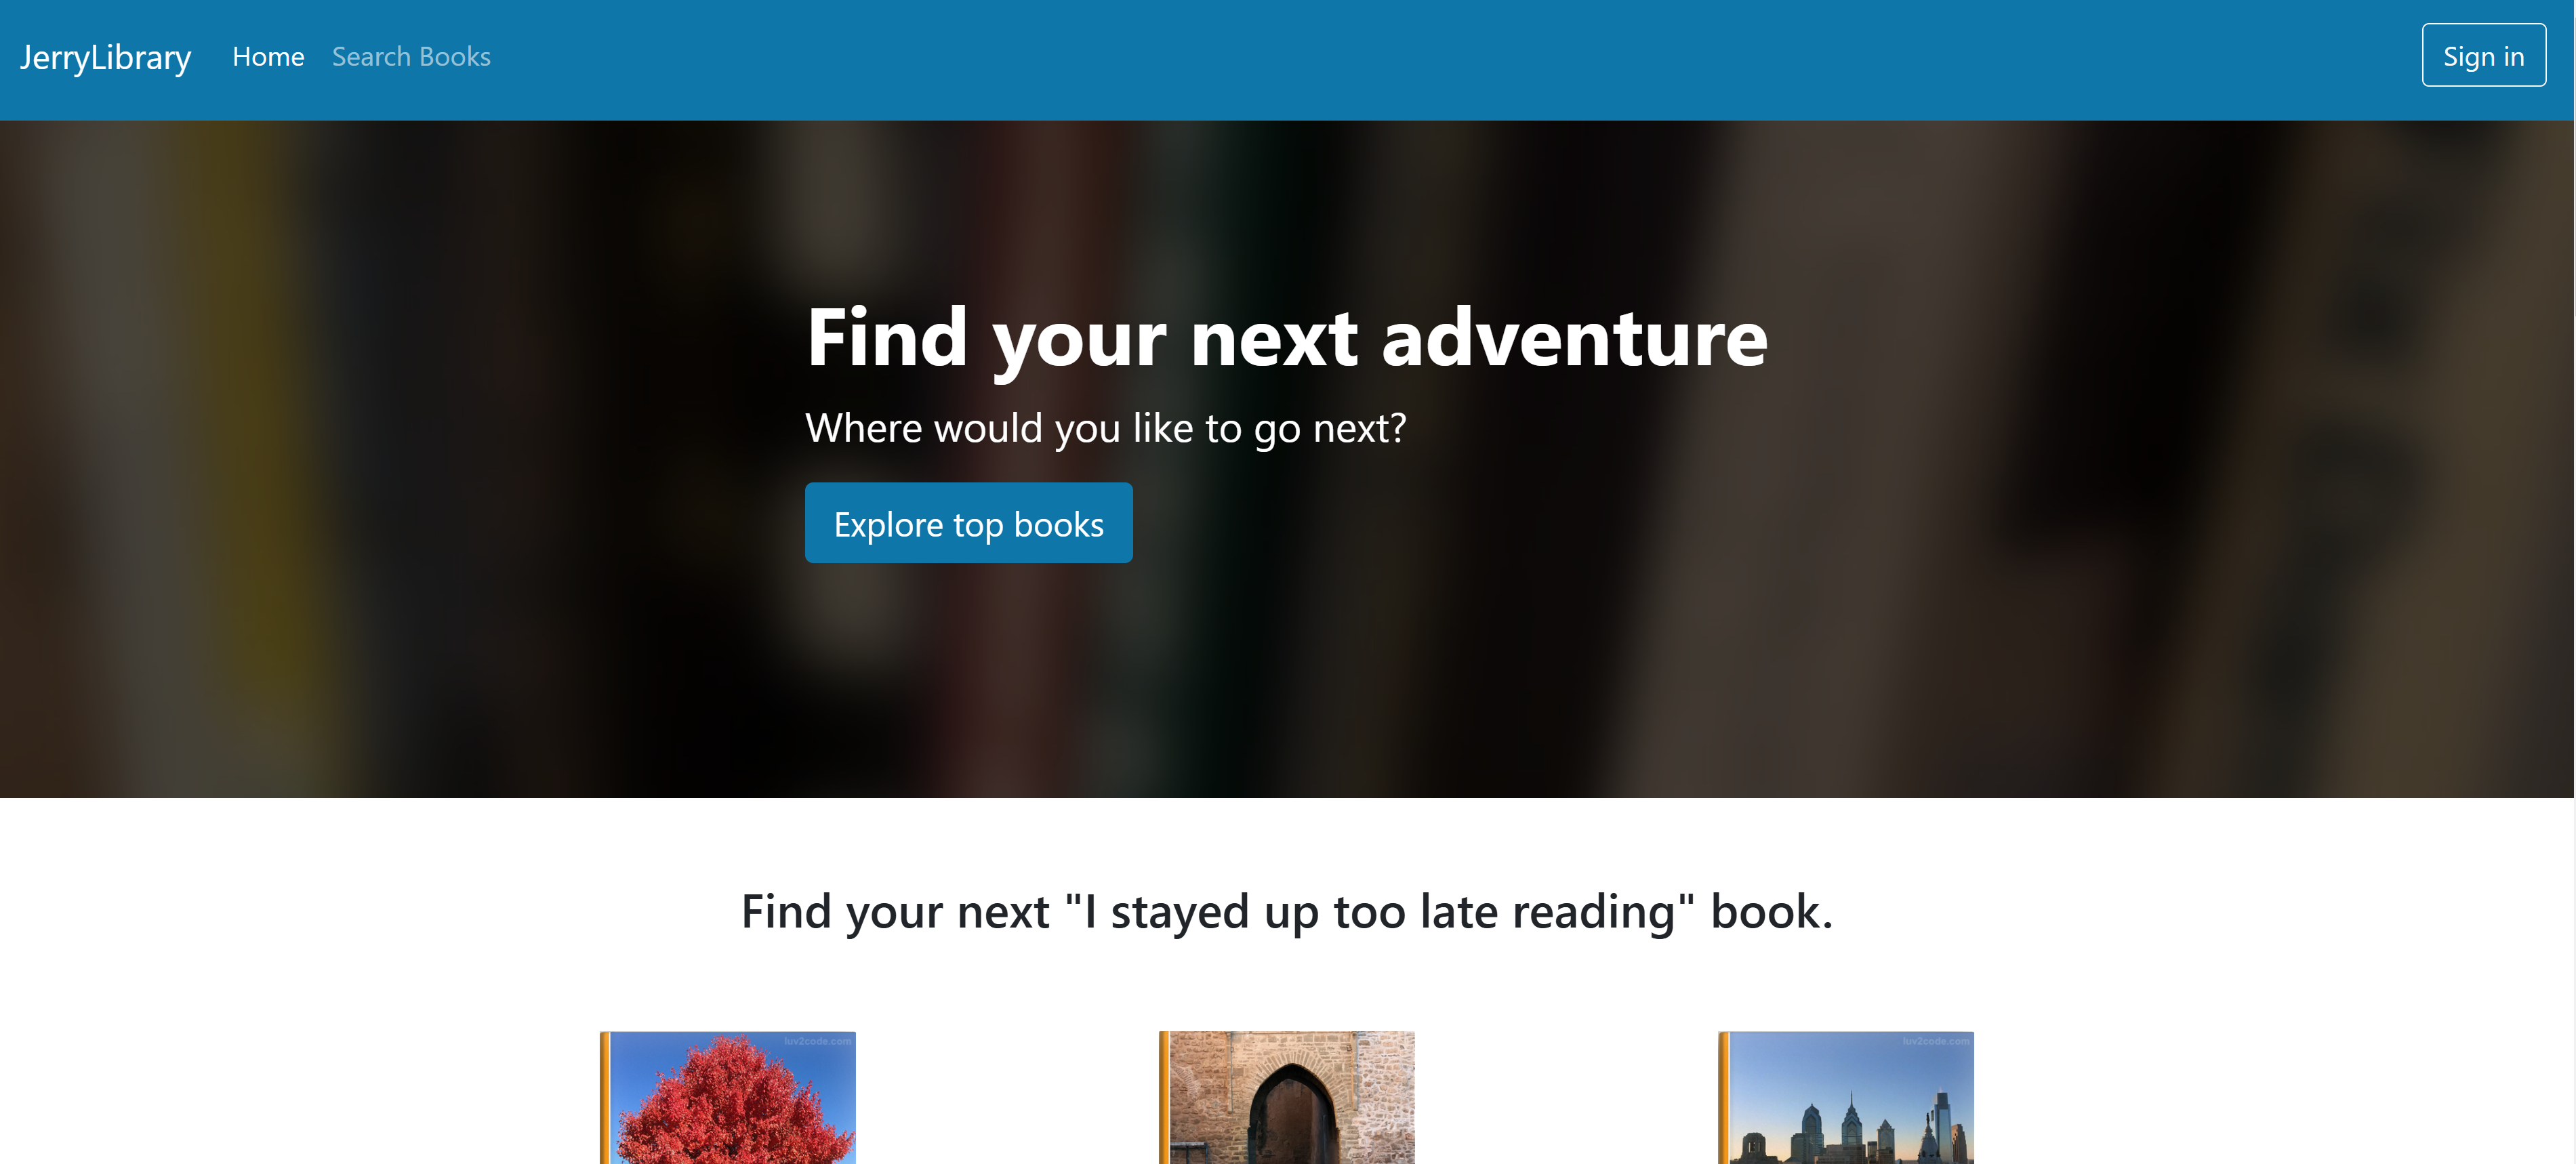 JerryLibrary Home Search Books Sign in
Find your next adventure
Where would you like to go next?
Explore top books
Find your next "I stayed up too late reading" book.
luv2code.com
luv2code.com